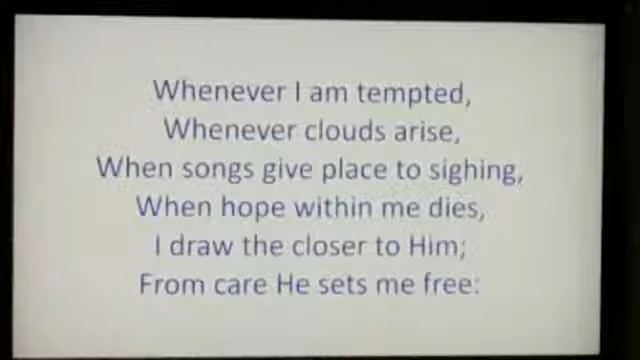 Whenever I am tempted,
Whenever clouds arise,
When songs give place to sighing,
When hope within me dies,
I draw the closer to Him;
From care He sets me free: